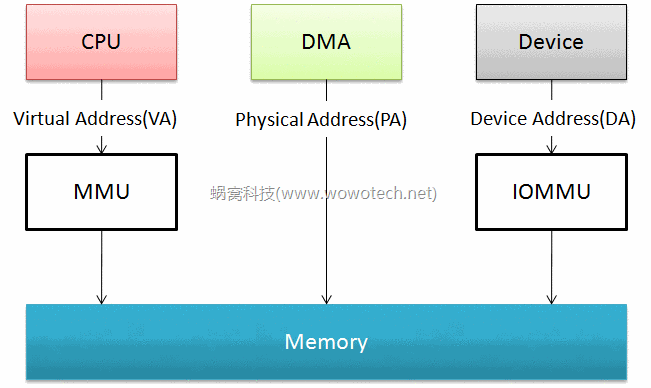 CPU
DMA
Device
Virtual Address(VA)
Physical Address(PA)
Device Address(DA)
MMU
蜗窝科技(www.wowotech.net)
IOMMU
Memory